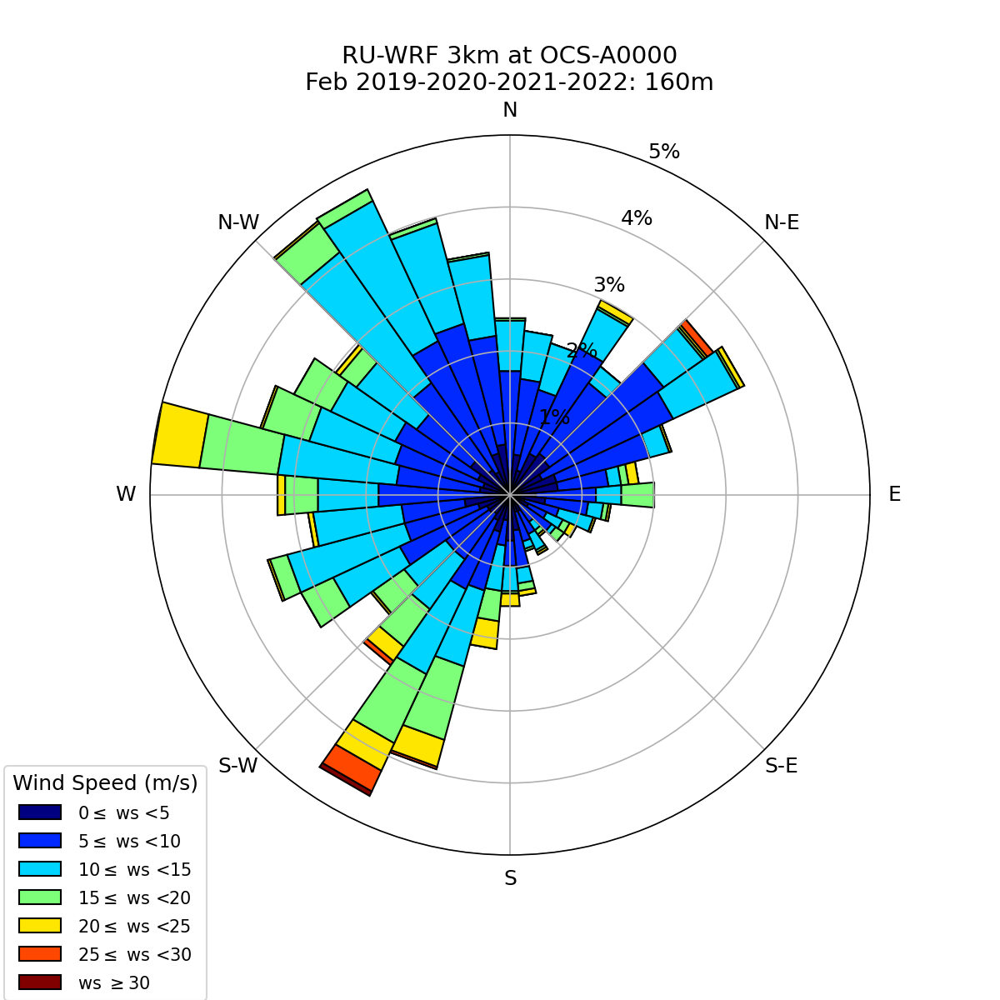 RU-WRF 3km at OCS-A0000
Feb 2019-2020-2021-2022: 160m
N
5%
N-W
4%
N-E
3%
2%
1%
W
E
S-W
S-E
S
Wind Speed (m/s)
0≤ ws <5
5≤ ws <10
10≤ ws <15
15≤ ws <20
20≤ ws <25
25≤ ws <30
ws ≥30